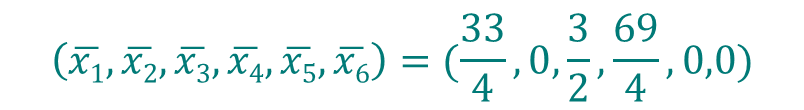 (x̅₁, x̅₂, x̅₃, x̅₄, x̅₅, x̅₆) = (33/4, 0, 3/2, 69/4, 0,0)